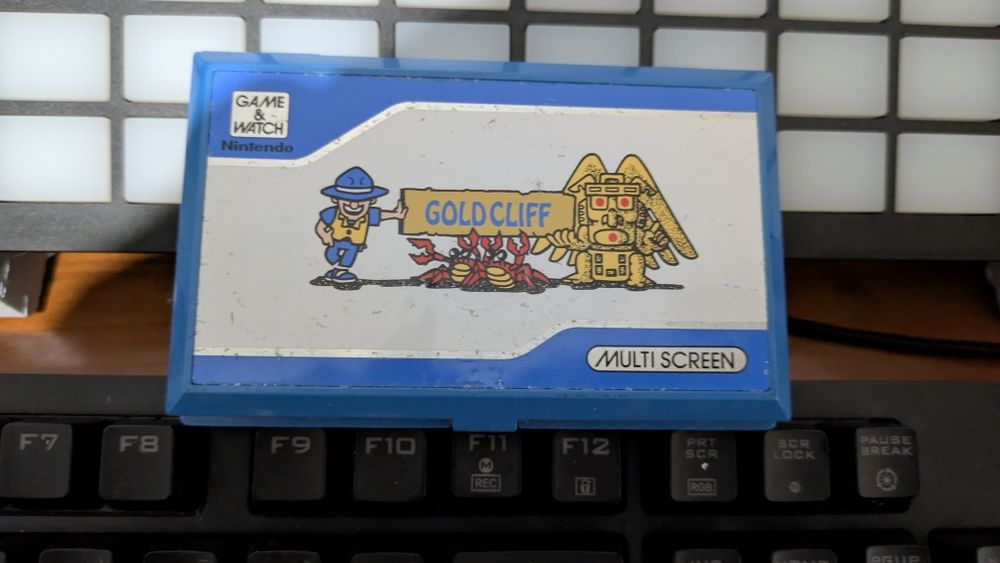 GAME
&
WATCH
Nintendo
GOLD CLIFF
MULTI SCREEN
F7
F8
F9
F10
F11
M
REC
F12
PRT
SCR
RGB
SCR
LOCK
PAUSE
BREAK
PGUP